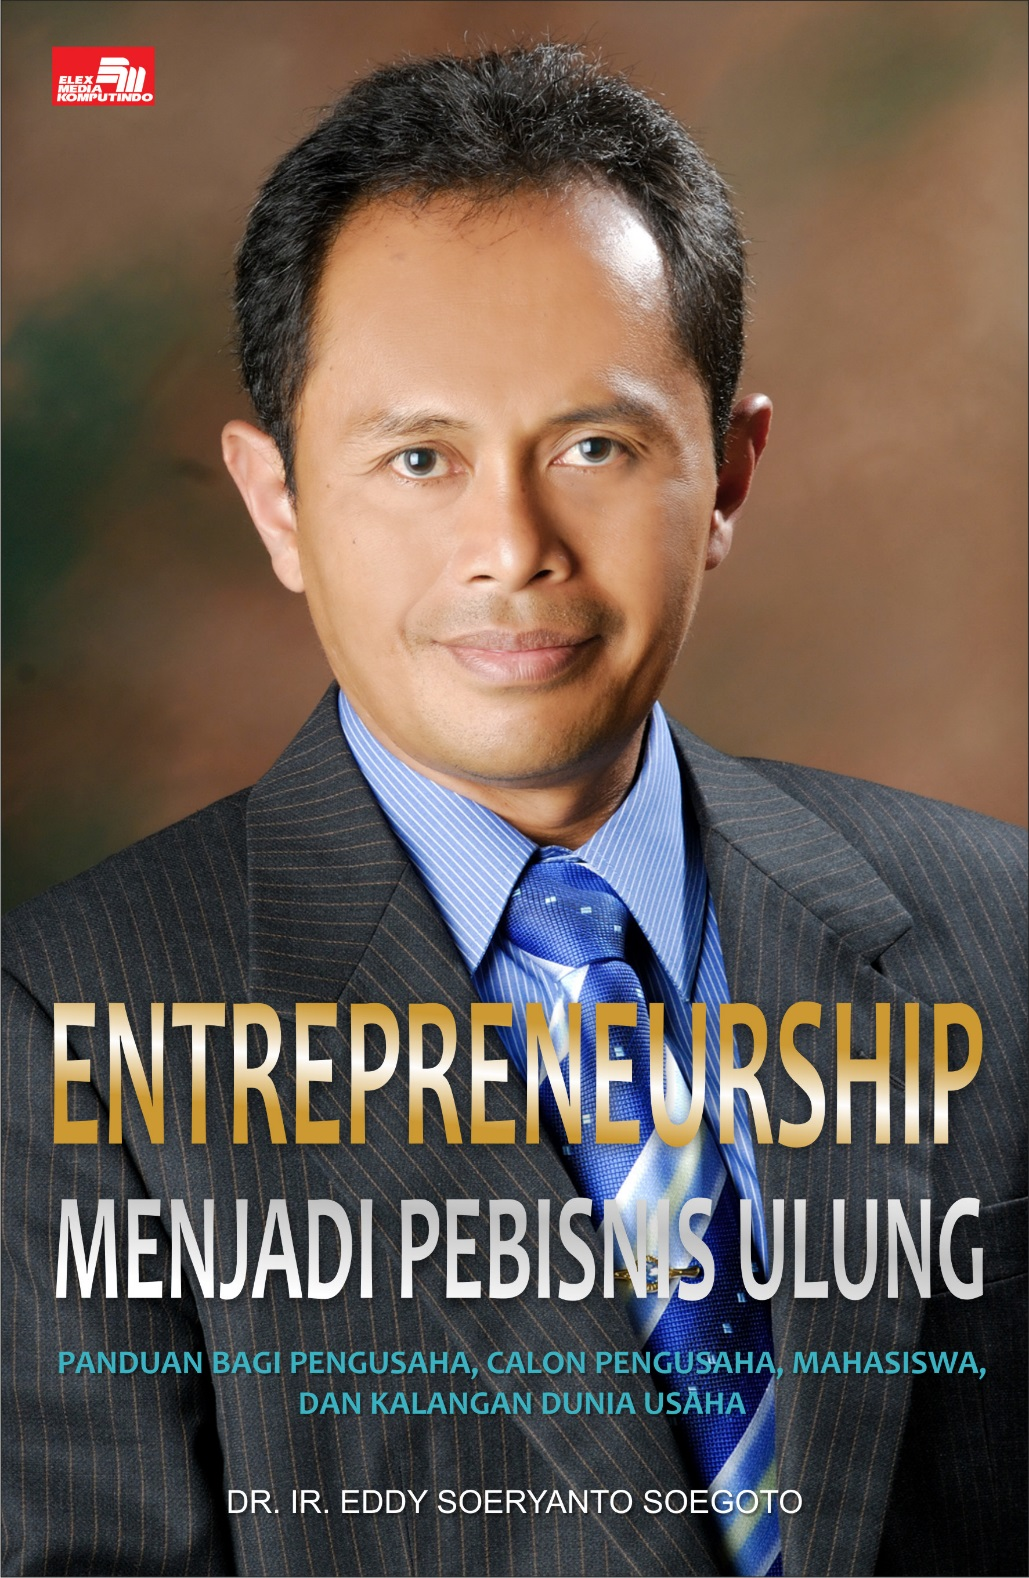 ELEX
MEDIA
KOMPUTINDO
ENTREPRENEURSHIP
MENJADI PEBISNIS ULUNG
PANDUAN BAGI PENGUSAHA, CALON PENGUSAHA, MAHASISWA,
DAN KALANGAN DUNIA USAHA
DR. IR. EDDY SOERYANTO SOEGOTO